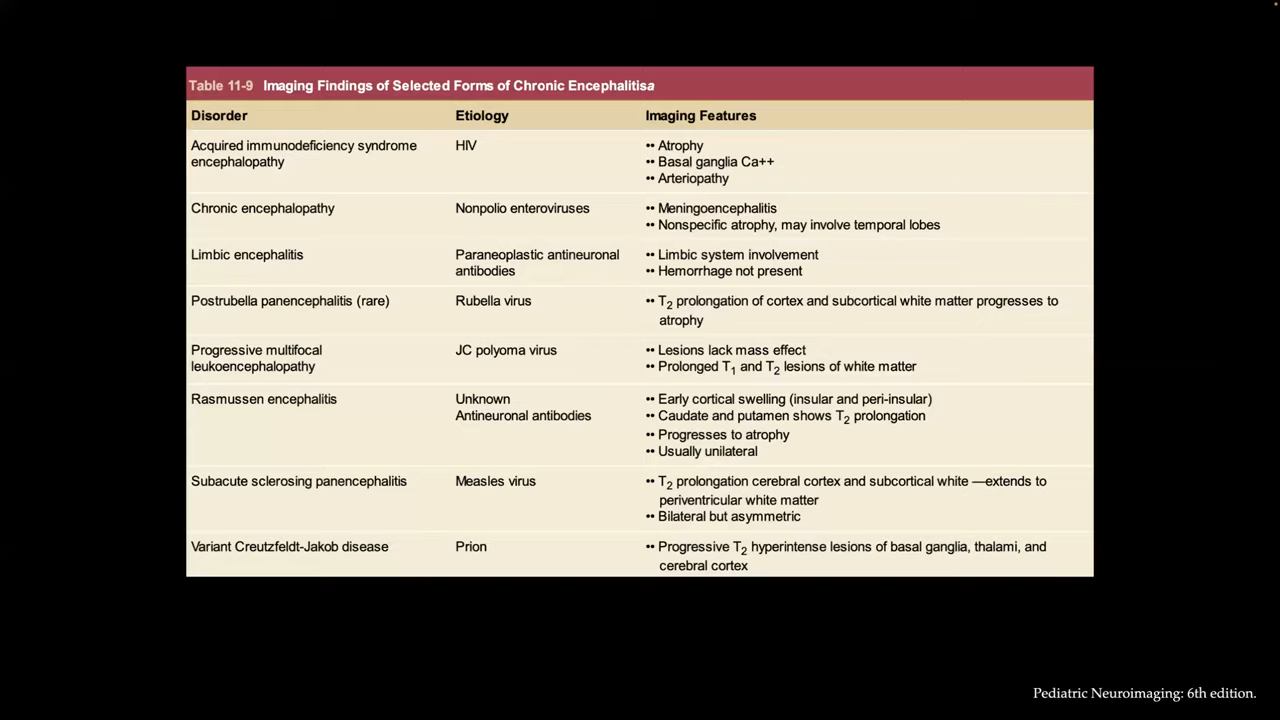 Table 11-9 Imaging Findings of Selected Forms of Chronic Encephalitisa
Disorder Etiology Imaging Features
Acquired immunodeficiency syndrome
encephalopathy
HIV
•• Atrophy
•• Basal ganglia Ca++
•• Arteriopathy
Chronic encephalopathy
Nonpolio enteroviruses
•• Meningoencephalitis
•• Nonspecific atrophy, may involve temporal lobes
Limbic encephalitis
Paraneoplastic antineuronal
antibodies
•• Limbic system involvement
•• Hemorrhage not present
Postrubella panencephalitis (rare)
Rubella virus
•• T2 prolongation of cortex and subcortical white matter progresses to
atrophy
Progressive multifocal
leukoencephalopathy
JC polyoma virus
•• Lesions lack mass effect
•• Prolonged T1 and T2 lesions of white matter
Rasmussen encephalitis
Unknown
Antineuronal antibodies
•• Early cortical swelling (insular and peri-insular)
•• Caudate and putamen shows T2 prolongation
•• Progresses to atrophy
•• Usually unilateral
Subacute sclerosing panencephalitis
Measles virus
•• T2 prolongation cerebral cortex and subcortical white —extends to
periventricular white matter
•• Bilateral but asymmetric
Variant Creutzfeldt-Jakob disease
Prion
•• Progressive T2 hyperintense lesions of basal ganglia, thalami, and
cerebral cortex
Pediatric Neuroimaging: 6th edition.